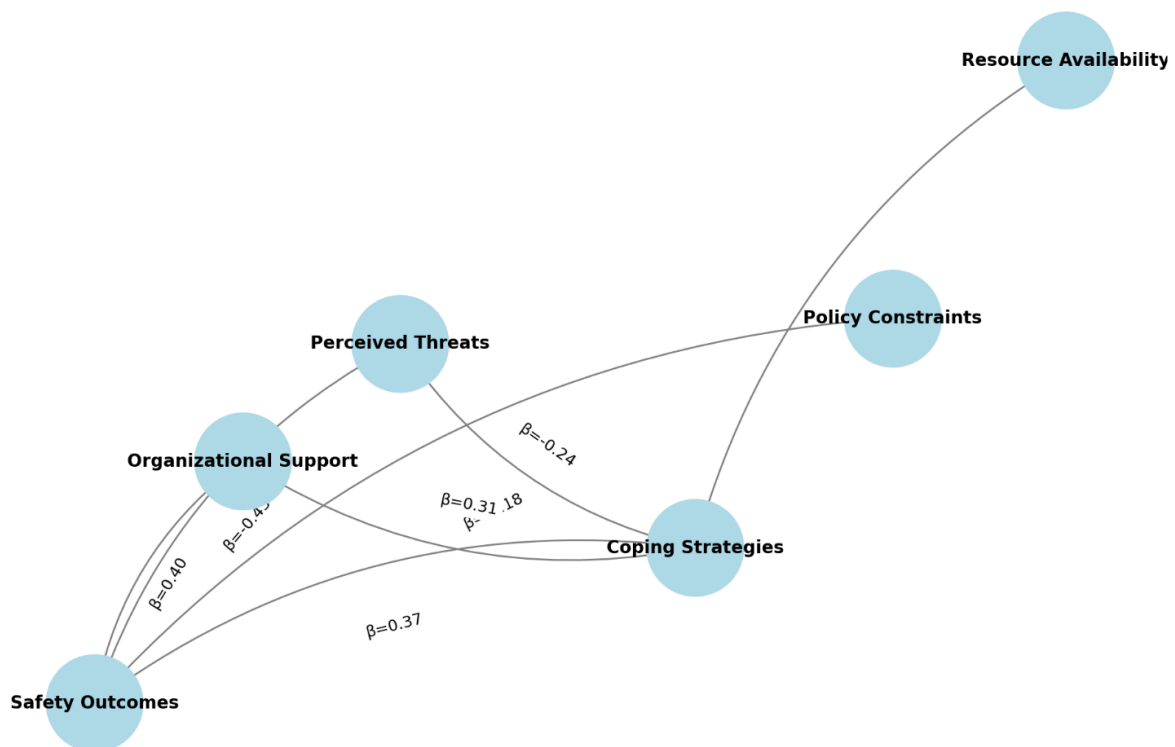 Resource Availability
Policy Constraints
Perceived Threats
β=-0.24
Organizational Support
β=0.31
.18
Coping Strategies
β=0.40
β=0.37
Safety Outcomes